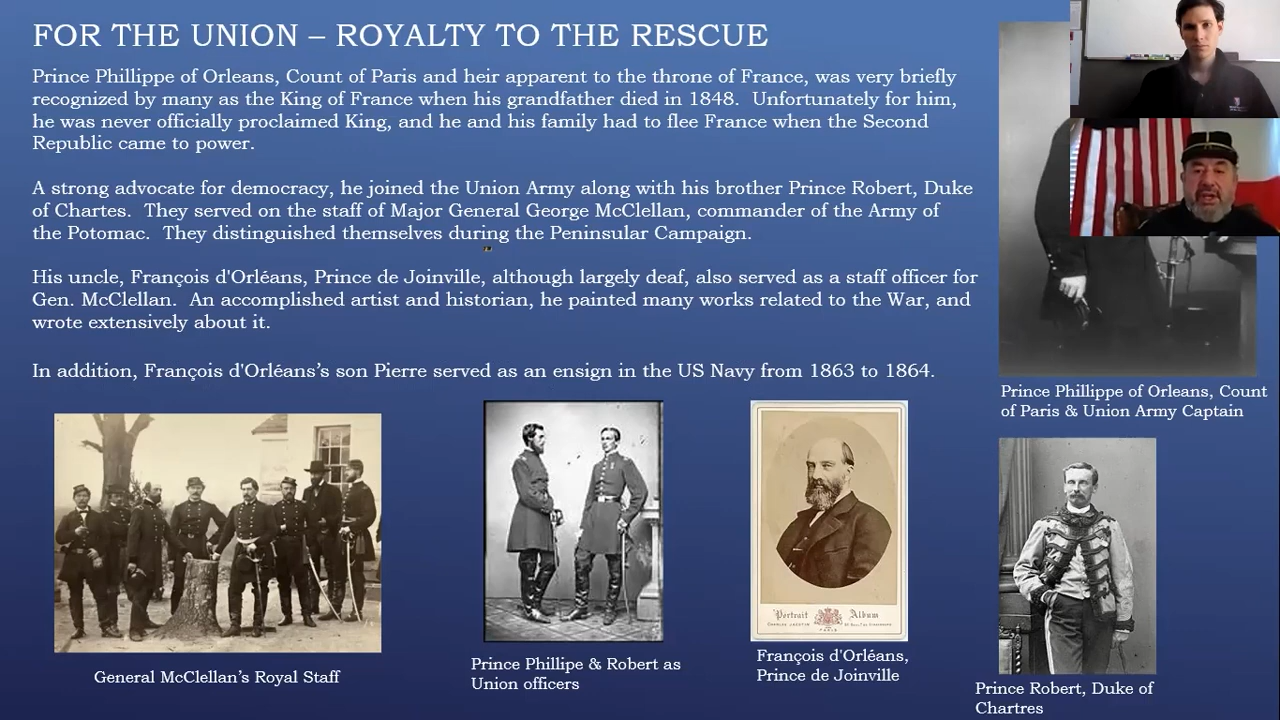 FOR THE UNION – ROYALTY TO THE RESCUE
Prince Phillippe of Orleans, Count of Paris and heir apparent to the throne of France, was very briefly
recognized by many as the King of France when his grandfather died in 1848.  Unfortunately for him,
he was never officially proclaimed King, and he and his family had to flee France when the Second
Republic came to power.
A strong advocate for democracy, he joined the Union Army along with his brother Prince Robert, Duke
of Chartes.  They served on the staff of Major General George McClellan, commander of the Army of
the Potomac.  They distinguished themselves during the Peninsular Campaign.
His uncle, François d'Orléans, Prince de Joinville, although largely deaf, also served as a staff officer for
Gen. McClellan.  An accomplished artist and historian, he painted many works related to the War, and
wrote extensively about it.
In addition, François d'Orléans’s son Pierre served as an ensign in the US Navy from 1863 to 1864.
Prince Phillippe of Orleans, Count
of Paris & Union Army Captain
General McClellan’s Royal Staff
Prince Phillipe & Robert as
Union officers
Portrait Album
PARIS
François d'Orléans,
Prince de Joinville
Prince Robert, Duke of
Chartres